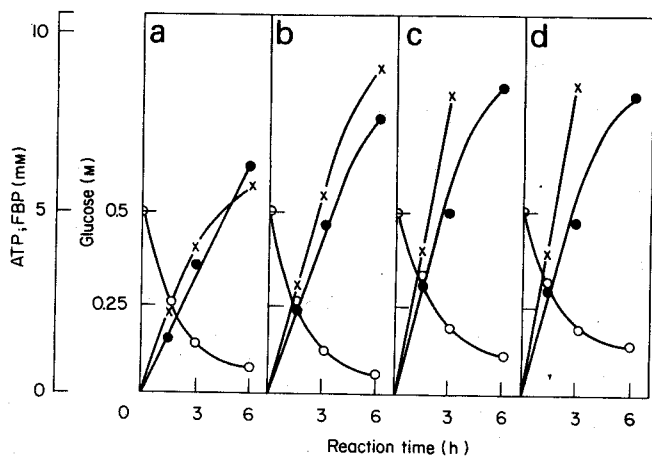 a b c d
10
5
0
ATP; FBP (mM)
0.5
0.25
0
Glucose (M)
3 6 3 6 3 6 3 6
Reaction time (h)